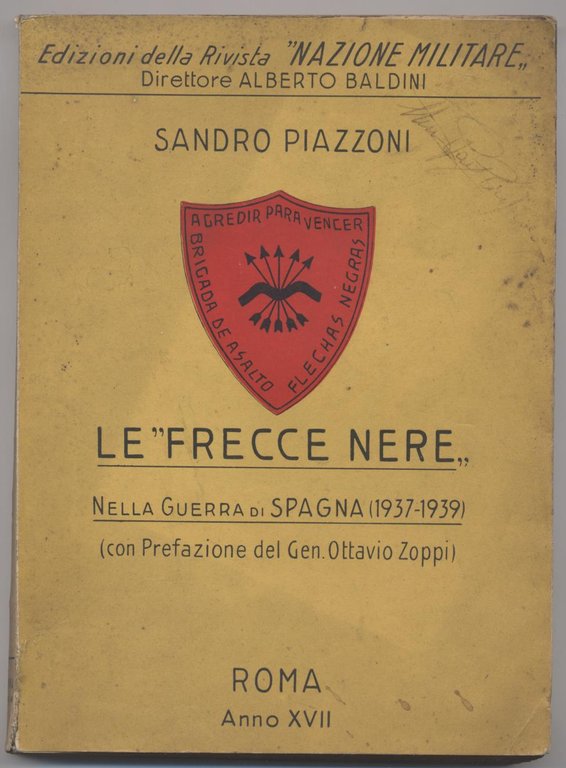 Edizioni della Rivista "NAZIONE MILITARE„
Direttore ALBERTO BALDINI
SANDRO PIAZZONI
AGREDIR PARA VENCER
BRIGADA DE ASALTO
FLECHAS NEGRAS
LE "FRECCE NERE„
NELLA GUERRA DI SPAGNA (1937-1939)
(con Prefazione del Gen. Ottavio Zoppi)
ROMA
Anno XVII